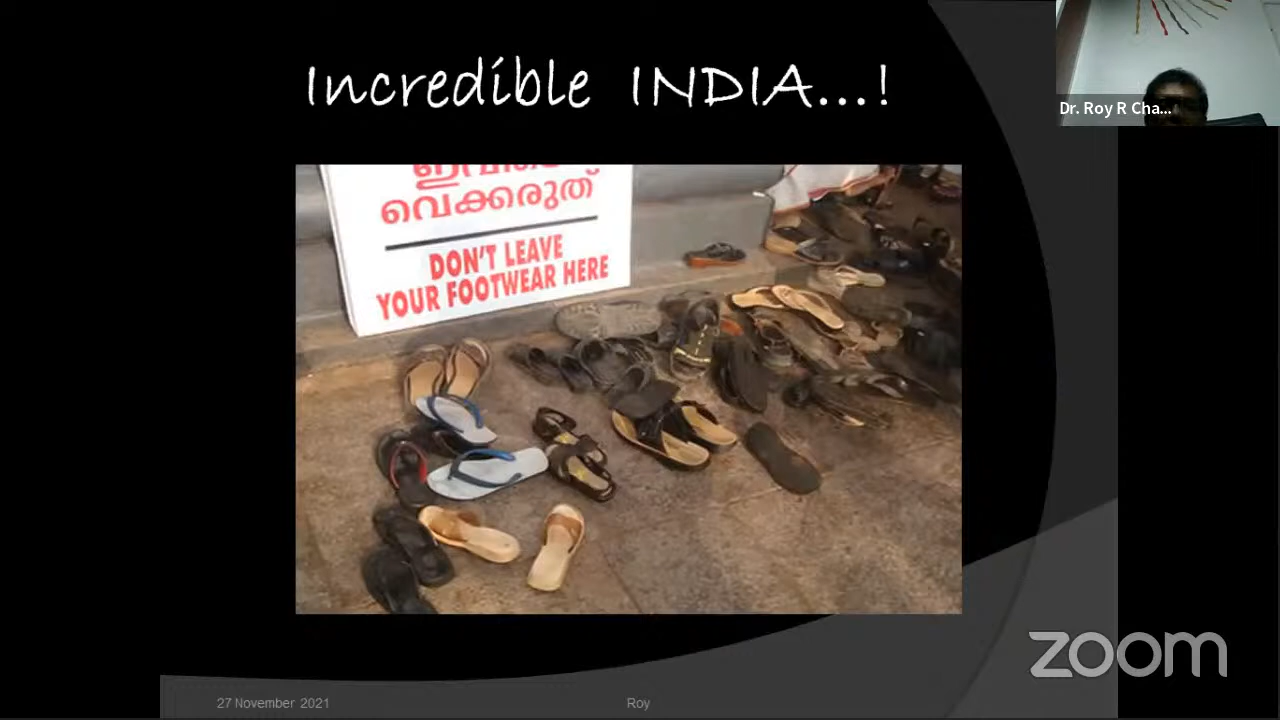 Incredible INDIA...!
Dr. Roy R Cha...
വെക്കരുത്
DON'T LEAVE
YOUR FOOTWEAR HERE
zoom
27 November 2021
Roy